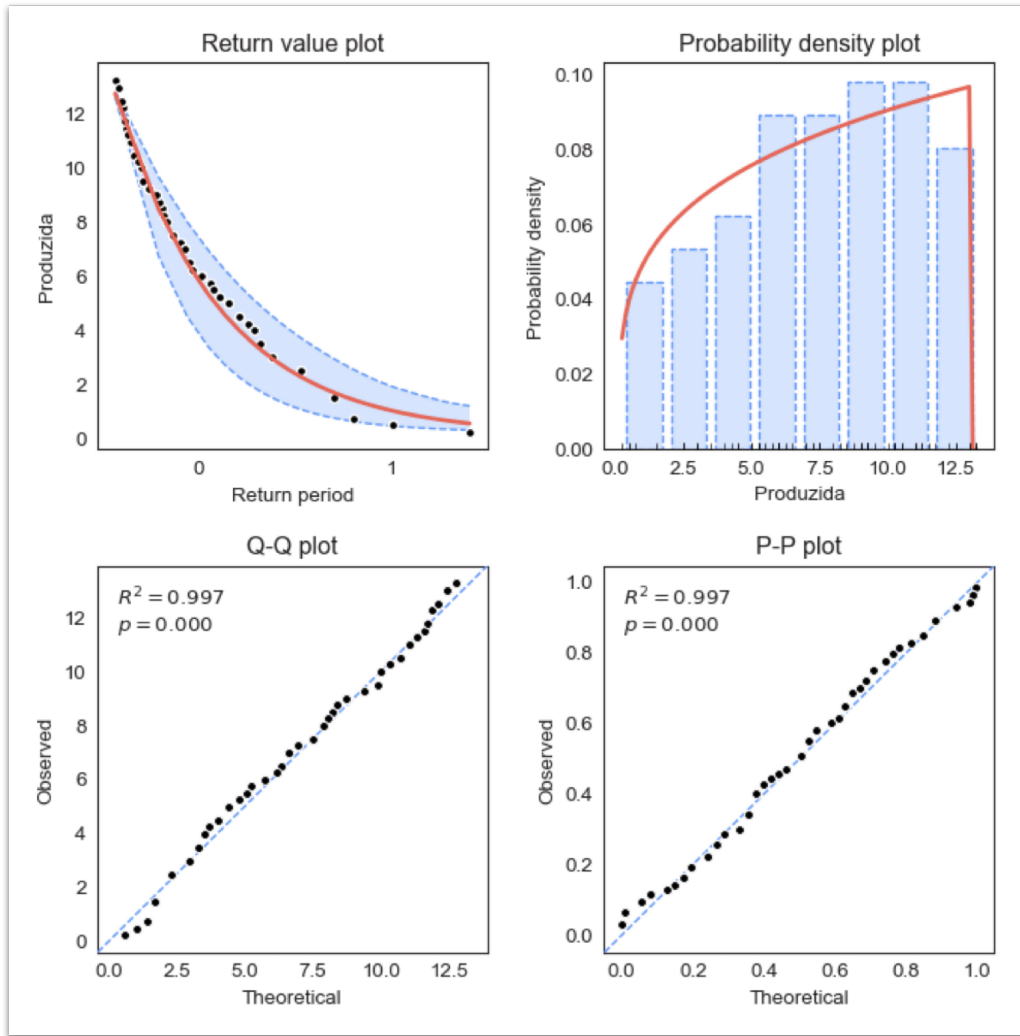 Return value plot
Produzida
12
10
8
6
4
2
0
0 1
Return period
Probability density plot
Probability density
0.10
0.08
0.06
0.04
0.02
0.00
0.0 2.5 5.0 7.5 10.0 12.5
Produzida
Q-Q plot
R² = 0.997
p = 0.000
Observed
12
10
8
6
4
2
0
0.0 2.5 5.0 7.5 10.0 12.5
Theoretical
P-P plot
R² = 0.997
p = 0.000
Observed
1.0
0.8
0.6
0.4
0.2
0.0
0.0 0.2 0.4 0.6 0.8 1.0
Theoretical